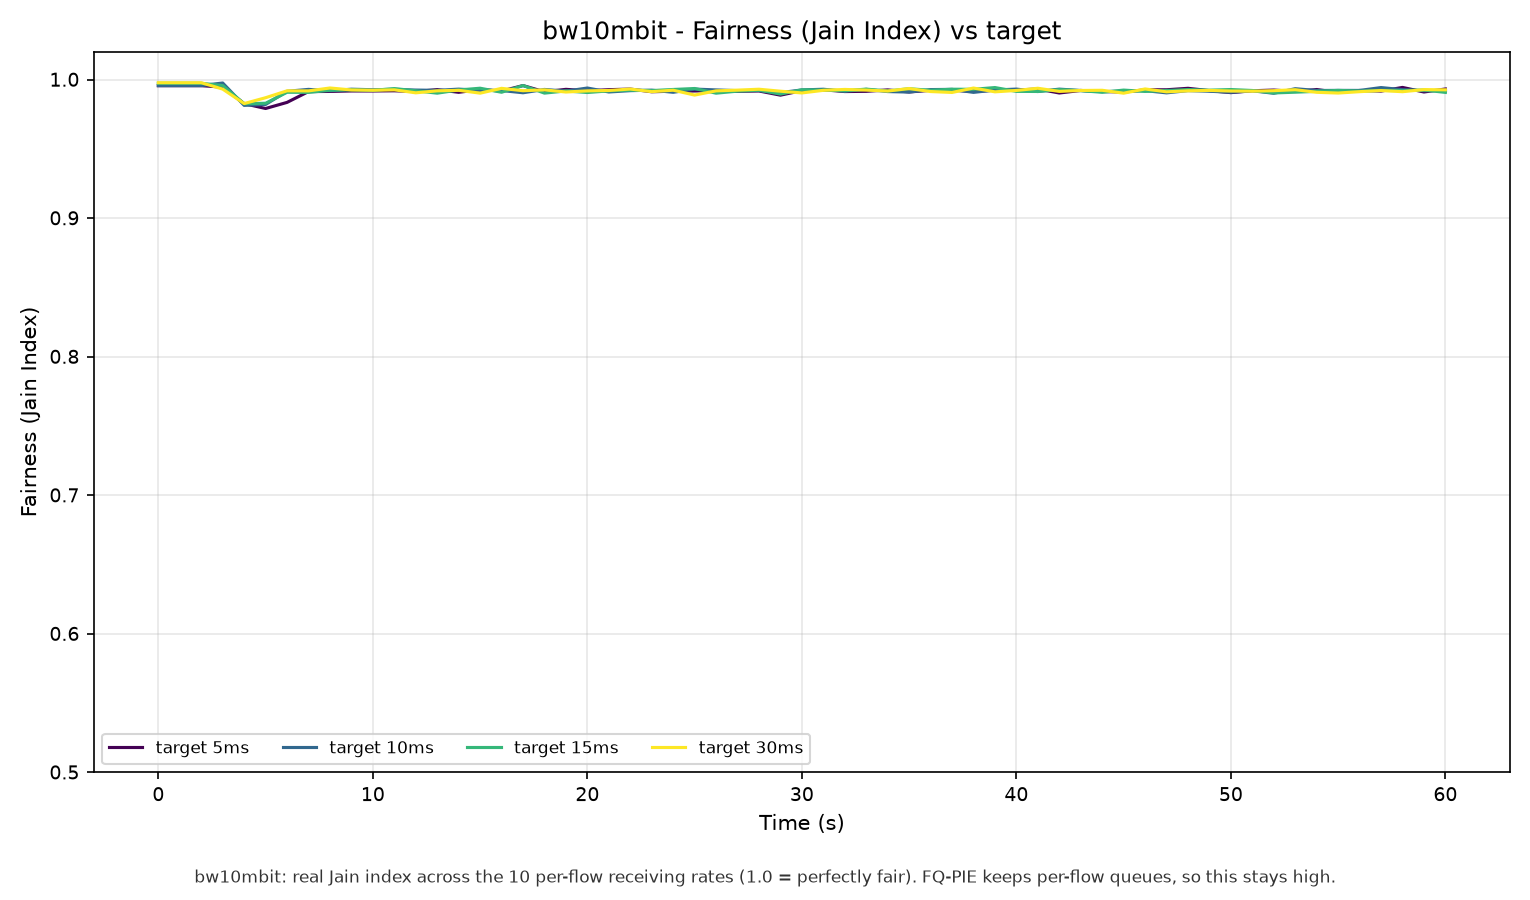 bw10mbit - Fairness (Jain Index) vs target
Fairness (Jain Index)
1.0
0.9
0.8
0.7
0.6
0.5
target 5ms target 10ms target 15ms target 30ms
0 10 20 30 40 50 60
Time (s)
bw10mbit: real Jain index across the 10 per-flow receiving rates (1.0 = perfectly fair). FQ-PIE keeps per-flow queues, so this stays high.